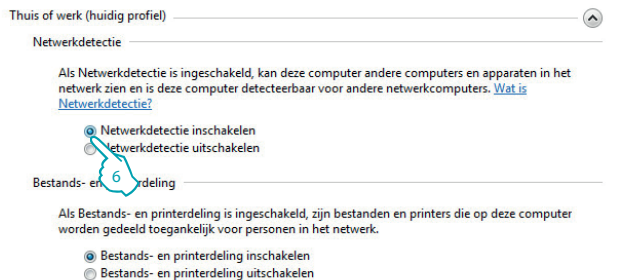 Thuis of werk (huidig profiel)
Netwerkdetectie
Als Netwerkdetectie is ingeschakeld, kan deze computer andere computers en apparaten in het
netwerk zien en is deze computer detecteerbaar voor andere netwerkcomputers. Wat is
Netwerkdetectie?
Netwerkdetectie inschakelen
Netwerkdetectie uitschakelen
6
Bestands- en
Als Bestands- en printerdeling is ingeschakeld, zijn bestanden en printers die op deze computer
worden gedeeld toegankelijk voor personen in het netwerk.
Bestands- en printerdeling inschakelen
Bestands- en printerdeling uitschakelen